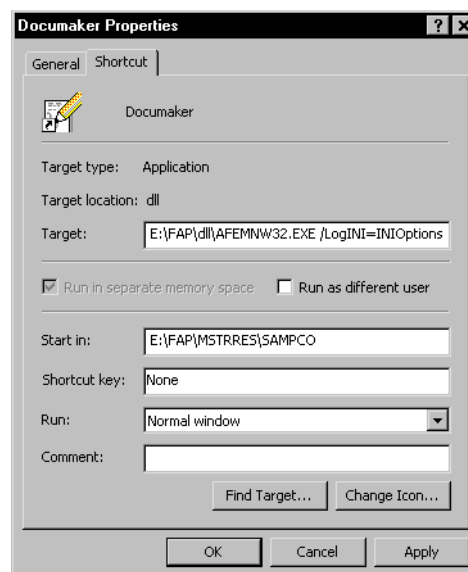 Documaker Properties
General Shortcut
Documaker
Target type: Application
Target location: dll
Target: E:\FAP\dll\AFEMNW32.EXE /LogINI=INIOptions
Run in separate memory space Run as different user
Start in: E:\FAP\MSTRRES\SAMPCO
Shortcut key: None
Run: Normal window
Comment:
Find Target... Change Icon...
OK Cancel Apply